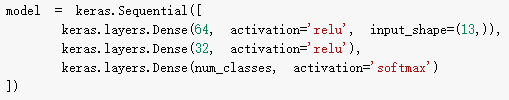 model = keras.Sequential([
    keras.layers.Dense(64, activation='relu', input_shape=(13,)),
    keras.layers.Dense(32, activation='relu'),
    keras.layers.Dense(num_classes, activation='softmax')
])